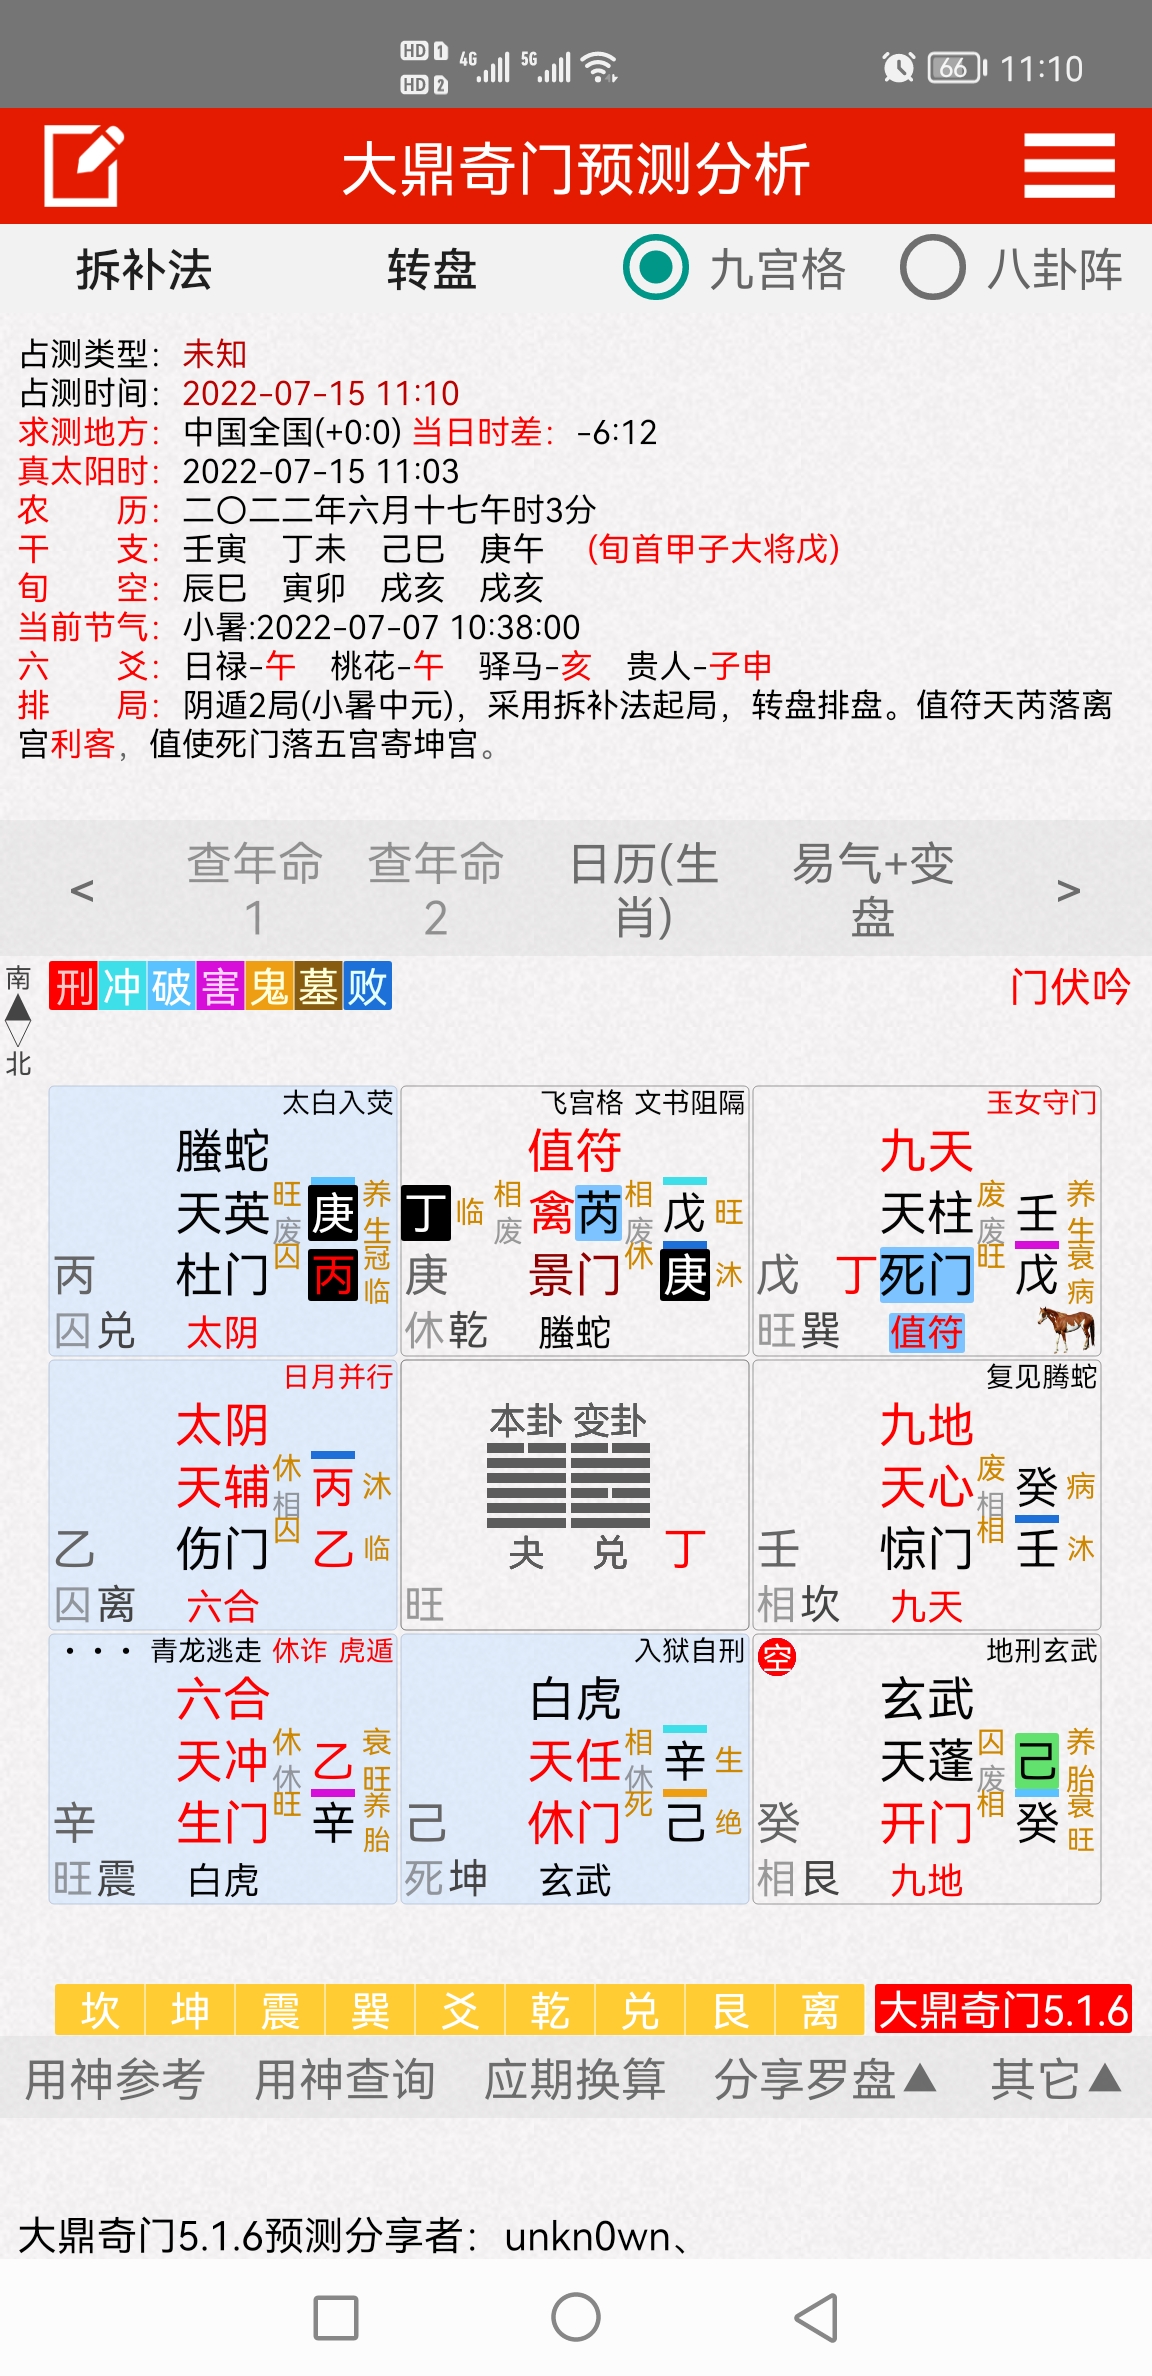 HD 1 4G 5G 66 11:10
HD 2
大鼎奇门预测分析
拆补法 转盘 九宫格 八卦阵
占测类型：未知
占测时间：2022-07-15 11:10
求测地方：中国全国(+0:0) 当日时差：-6:12
真太阳时：2022-07-15 11:03
农 历：二〇二二年六月十七午时3分
干 支：壬寅 丁未 己巳 庚午 (旬首甲子大将戊)
旬 空：辰巳 寅卯 戌亥 戌亥
当前节气：小暑:2022-07-07 10:38:00
六 爻：日禄-午 桃花-午 驿马-亥 贵人-子申
排 局：阴遁2局(小暑中元)，采用拆补法起局，转盘排盘。值符天芮落离
宫利客，值使死门落五宫寄坤宫。
< 查年命1 查年命2 日历(生肖) 易气+变盘 >
南
北
刑冲破害鬼墓败 门伏吟
太白入荧
螣蛇
天英 旺废 庚 养生
丙 杜门 囚 丙 冠临
囚兑 太阴
飞宫格 文书阻隔
值符
丁 临 相废 禽芮 相废 戊 旺
庚 景门 休 庚 沐
休乾 螣蛇
玉女守门
九天
天柱 废废 壬 养生
戊 丁 死门 旺 戊 衰病
旺巽 值符
日月并行
太阴
天辅 休相 丙 沐
乙 伤门 囚 乙 临
囚离 六合
本卦 变卦
夬 兑 丁
旺
复见腾蛇
九地
天心 废相 癸 病
壬 惊门 相 壬 沐
相坎 九天
··· 青龙逃走 休诈 虎遁
六合
天冲 休休 乙 衰旺
辛 生门 旺 辛 养胎
旺震 白虎
入狱自刑
白虎
天任 相休 辛 生
己 休门 死 己 绝
死坤 玄武
空 地刑玄武
玄武
天蓬 囚废 己 养胎
癸 开门 相 癸 衰旺
相艮 九地
坎 坤 震 巽 爻 乾 兑 艮 离 大鼎奇门5.1.6
用神参考 用神查询 应期换算 分享罗盘▲ 其它▲
大鼎奇门5.1.6预测分享者：unkn0wn、